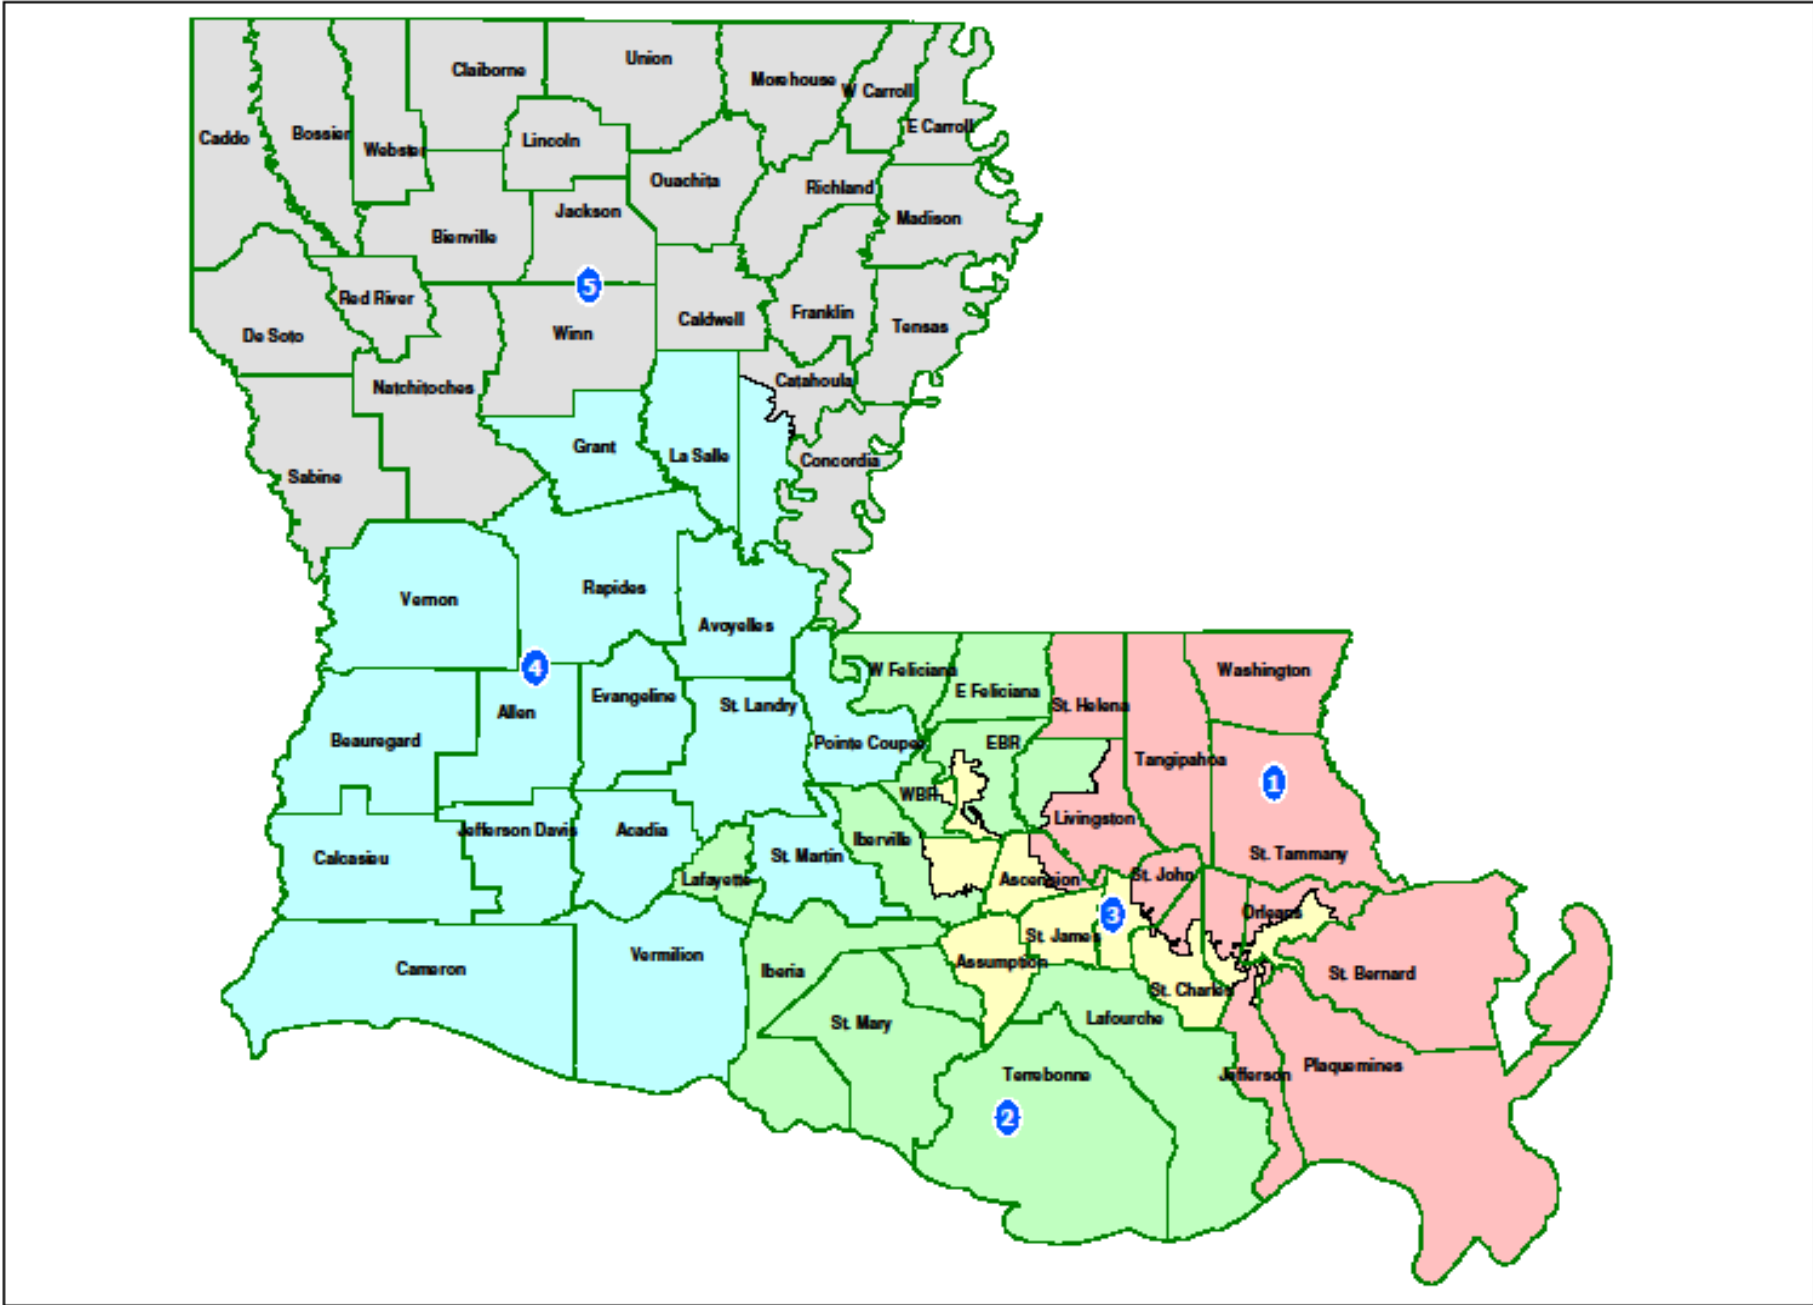 Union
Claiborne
Morehouse
W Carroll
E Carroll
Caddo
Bossier
Webster
Lincoln
Ouachita
Richland
Jackson
Madison
Bienville
5
Red River
Caldwell
Franklin
Tensas
De Soto
Winn
Natchitoches
Catahoula
Grant
La Salle
Concordia
Sabine
Vernon
Rapides
Avoyelles
4
W Feliciana
E Feliciana
Washington
Evangeline
St. Landry
St. Helena
Allen
Beauregard
Pointe Coupee
EBR
Tangipahoa
1
WBR
Livingston
Jefferson Davis
Acadia
Iberville
Calcasieu
St. Martin
St. Tammany
Lafayette
Ascension
St. John
Orleans
3
St. James
Vermilion
Cameron
Iberia
Assumption
St. Bernard
St. Charles
St. Mary
Lafourche
Terrebonne
Jefferson
Plaquemines
2